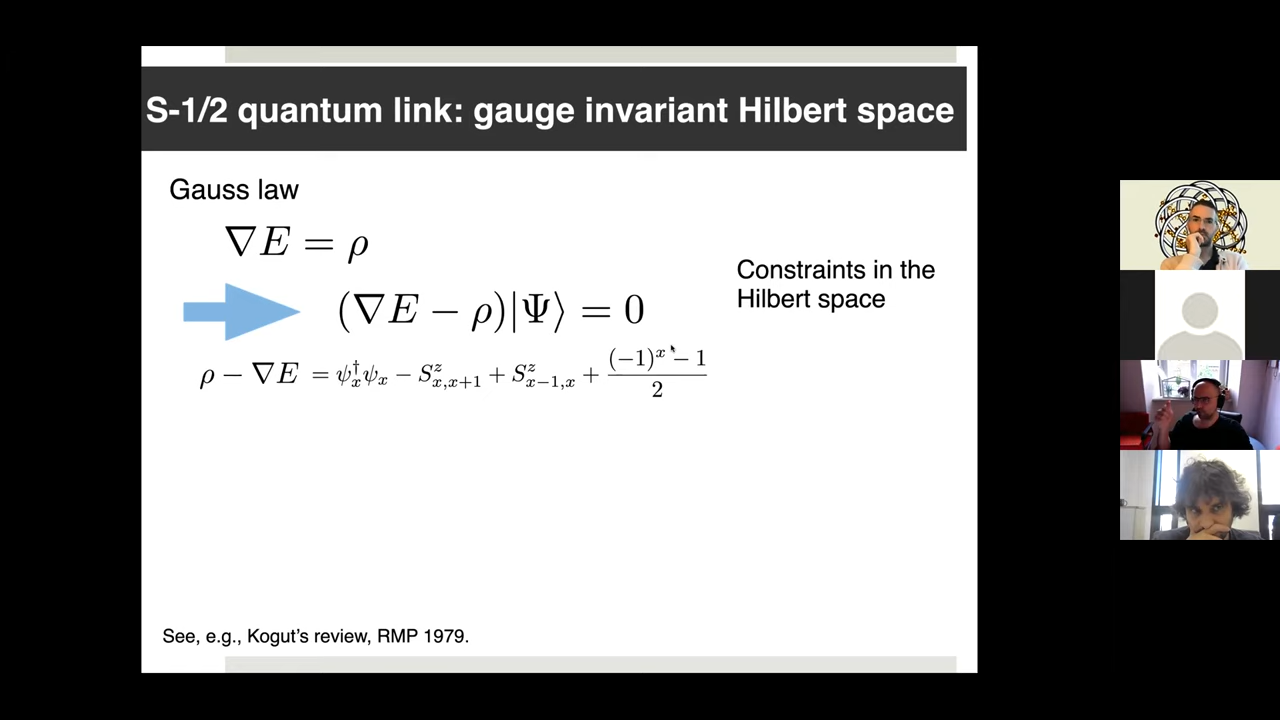 S-1/2 quantum link: gauge invariant Hilbert space
Gauss law
∇E = ρ
(∇E − ρ)|Ψ⟩ = 0
Constraints in the
Hilbert space
ρ − ∇E = ψ†ₓψₓ − Sᶻₓ,ₓ₊₁ + Sᶻₓ₋₁,ₓ + ((−1)ˣ − 1)/2
See, e.g., Kogut's review, RMP 1979.